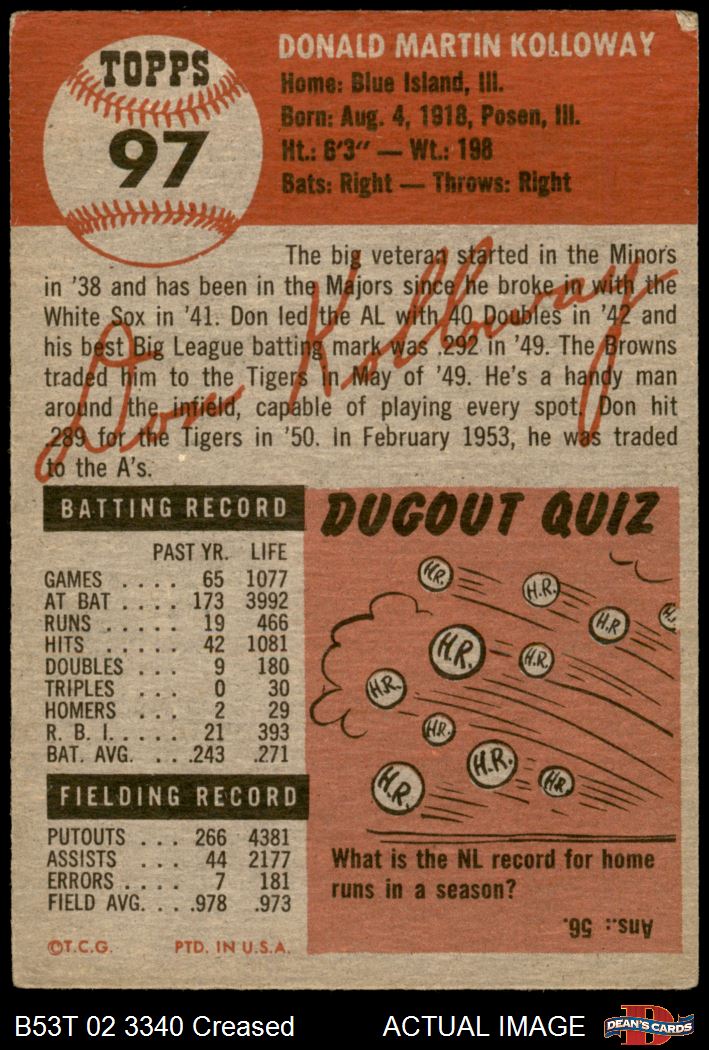 TOPPS
97
DONALD MARTIN KOLLOWAY
Home: Blue Island, Ill.
Born: Aug. 4, 1918, Posen, Ill.
Ht.: 6'3" — Wt.: 198
Bats: Right — Throws: Right
The big veteran started in the Minors
in '38 and has been in the Majors since he broke in with the
White Sox in '41. Don led the AL with 40 Doubles in '42 and
his best Big League batting mark was .292 in '49. The Browns
traded him to the Tigers in May of '49. He's a handy man
around the infield, capable of playing every spot. Don hit
.289 for the Tigers in '50. In February 1953, he was traded
to the A's.
Don Kolloway
BATTING RECORD
PAST YR. LIFE
GAMES .... 65 1077
AT BAT .... 173 3992
RUNS ..... 19 466
HITS ..... 42 1081
DOUBLES ... 9 180
TRIPLES ... 0 30
HOMERS ... 2 29
R. B. I. .... 21 393
BAT. AVG. ... .243 .271
FIELDING RECORD
PUTOUTS ... 266 4381
ASSISTS ... 44 2177
ERRORS .... 7 181
FIELD AVG. .. .978 .973
©T.C.G. PTD. IN U.S.A.
DUGOUT QUIZ
H.R.
H.R.
H.R.
H.R.
H.R.
H.R.
H.R.
H.R.
H.R.
H.R.
H.
What is the NL record for home
runs in a season?
Ans.: 56.
B53T 02 3340 Creased
ACTUAL IMAGE
D
DEAN'S CARDS